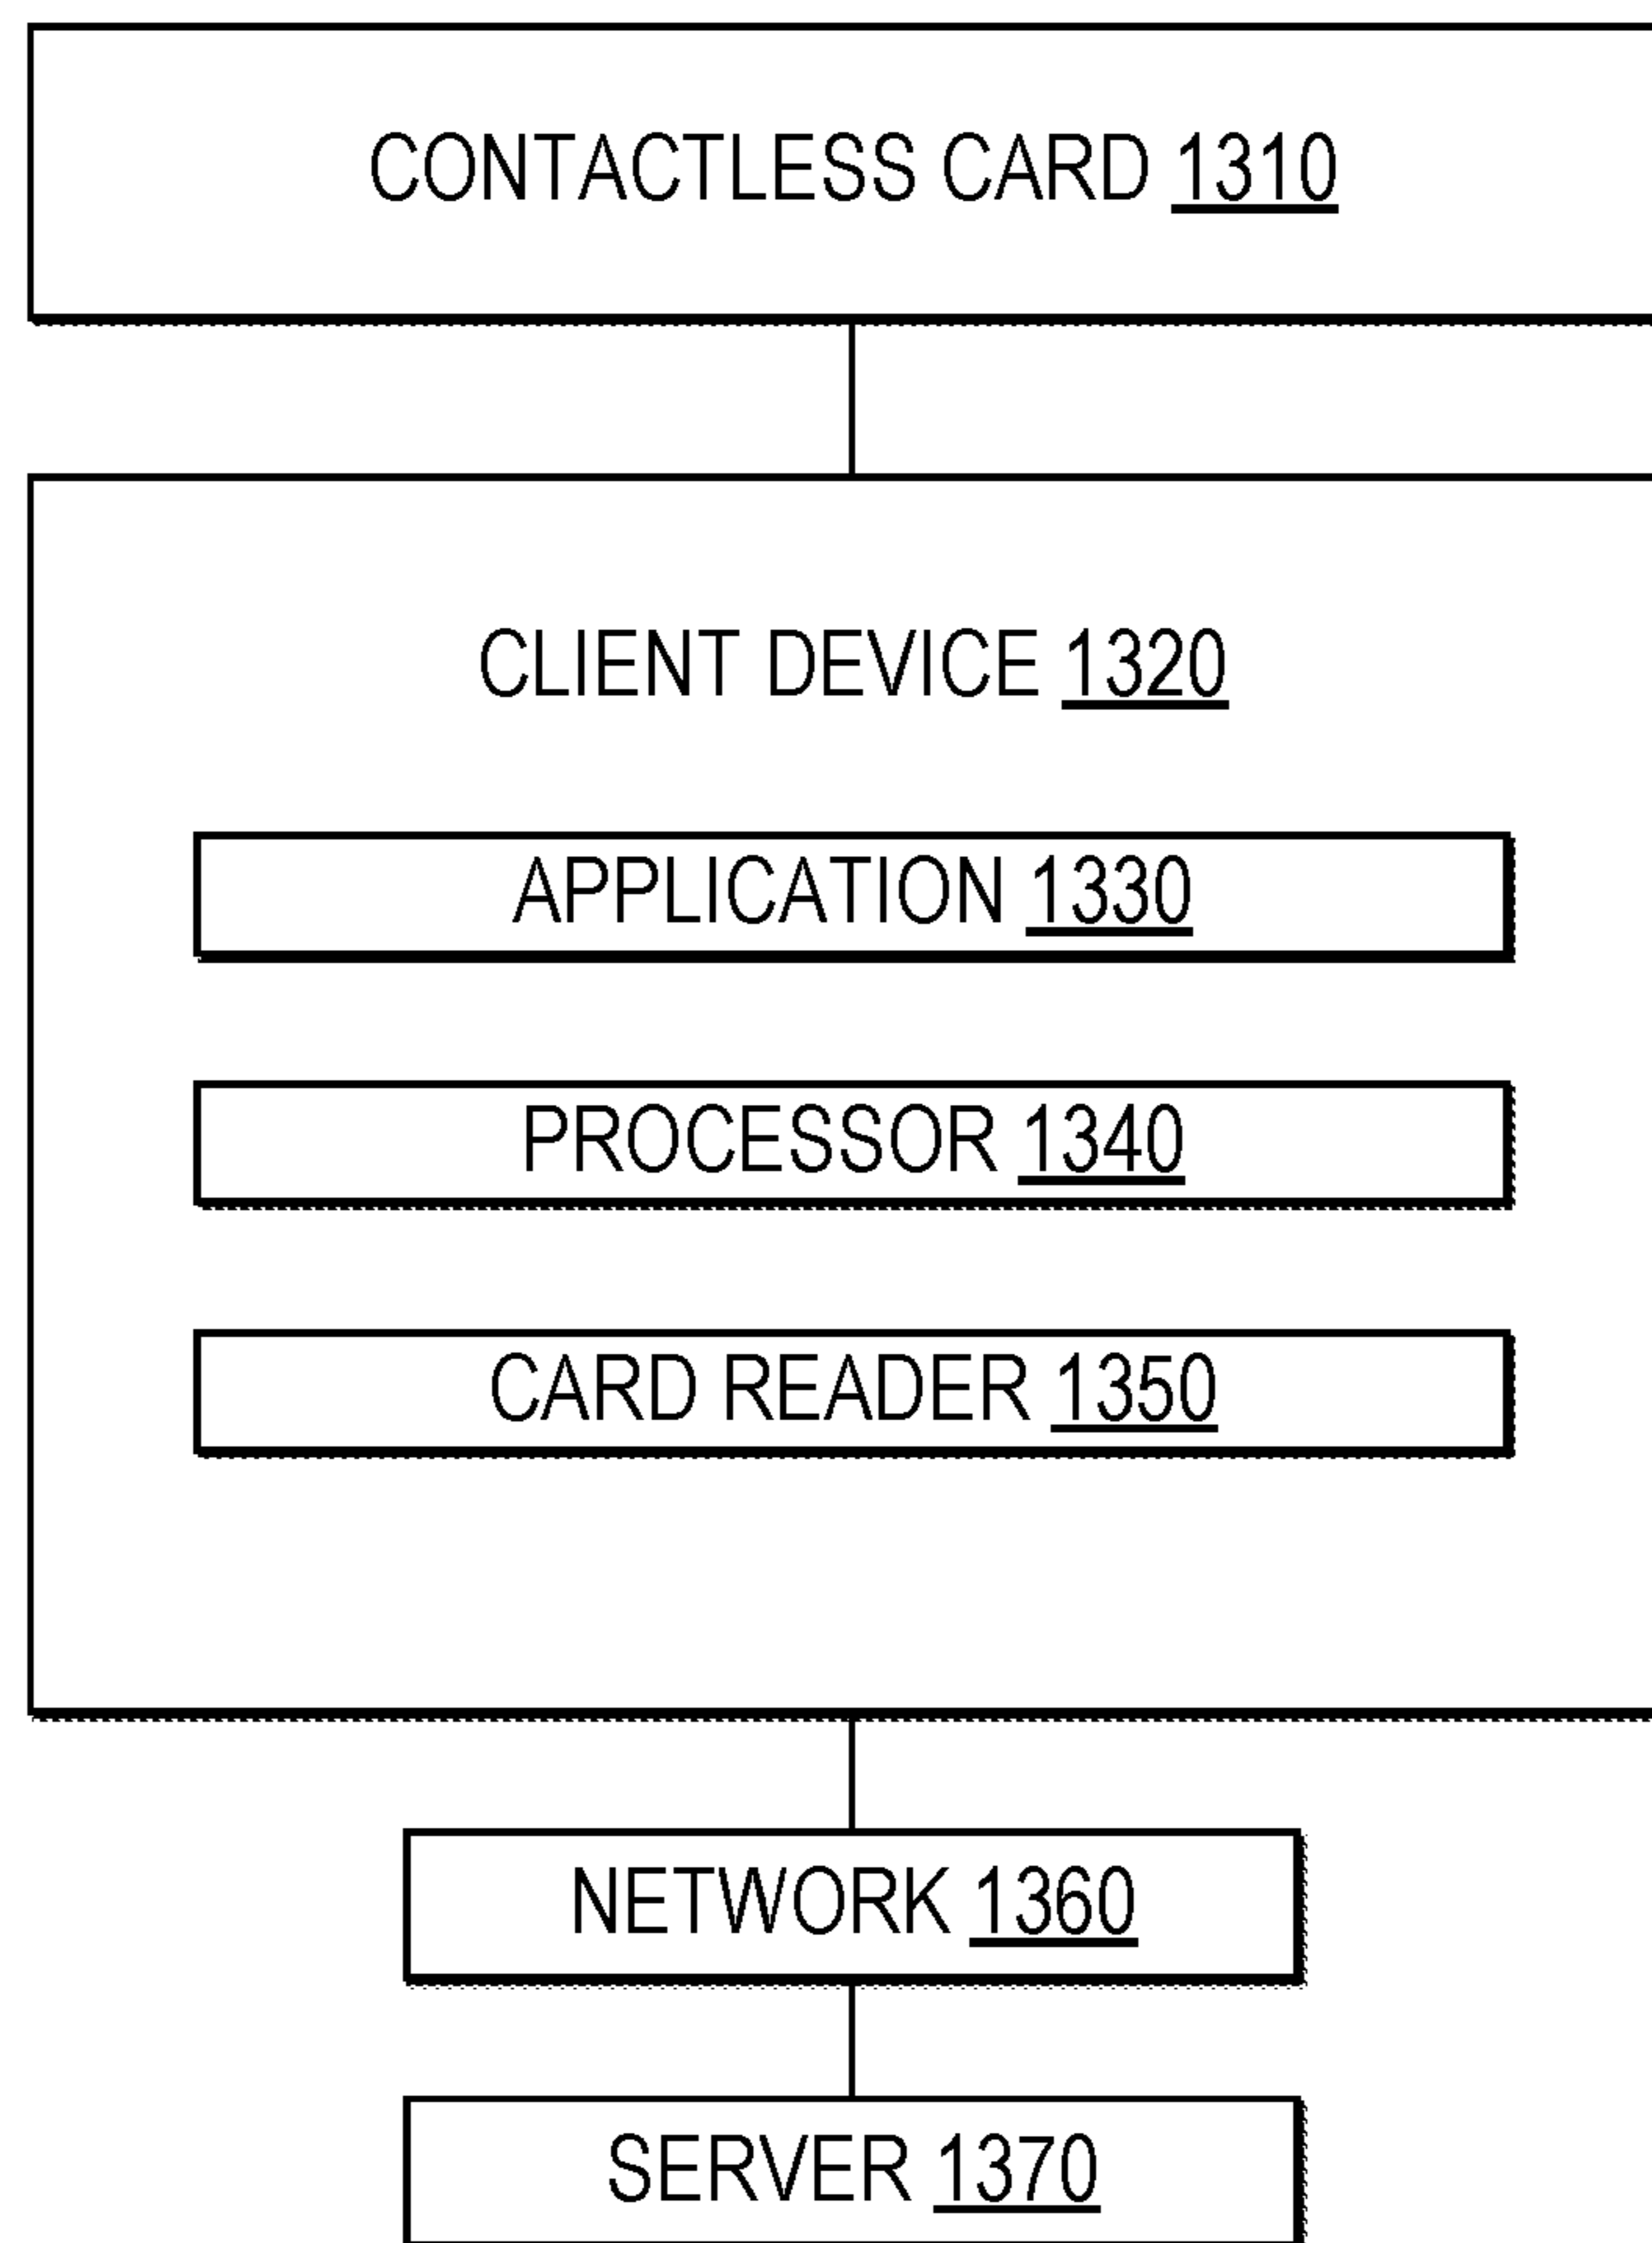 CONTACTLESS CARD 1310
CLIENT DEVICE 1320
APPLICATION 1330
PROCESSOR 1340
CARD READER 1350
NETWORK 1360
SERVER 1370